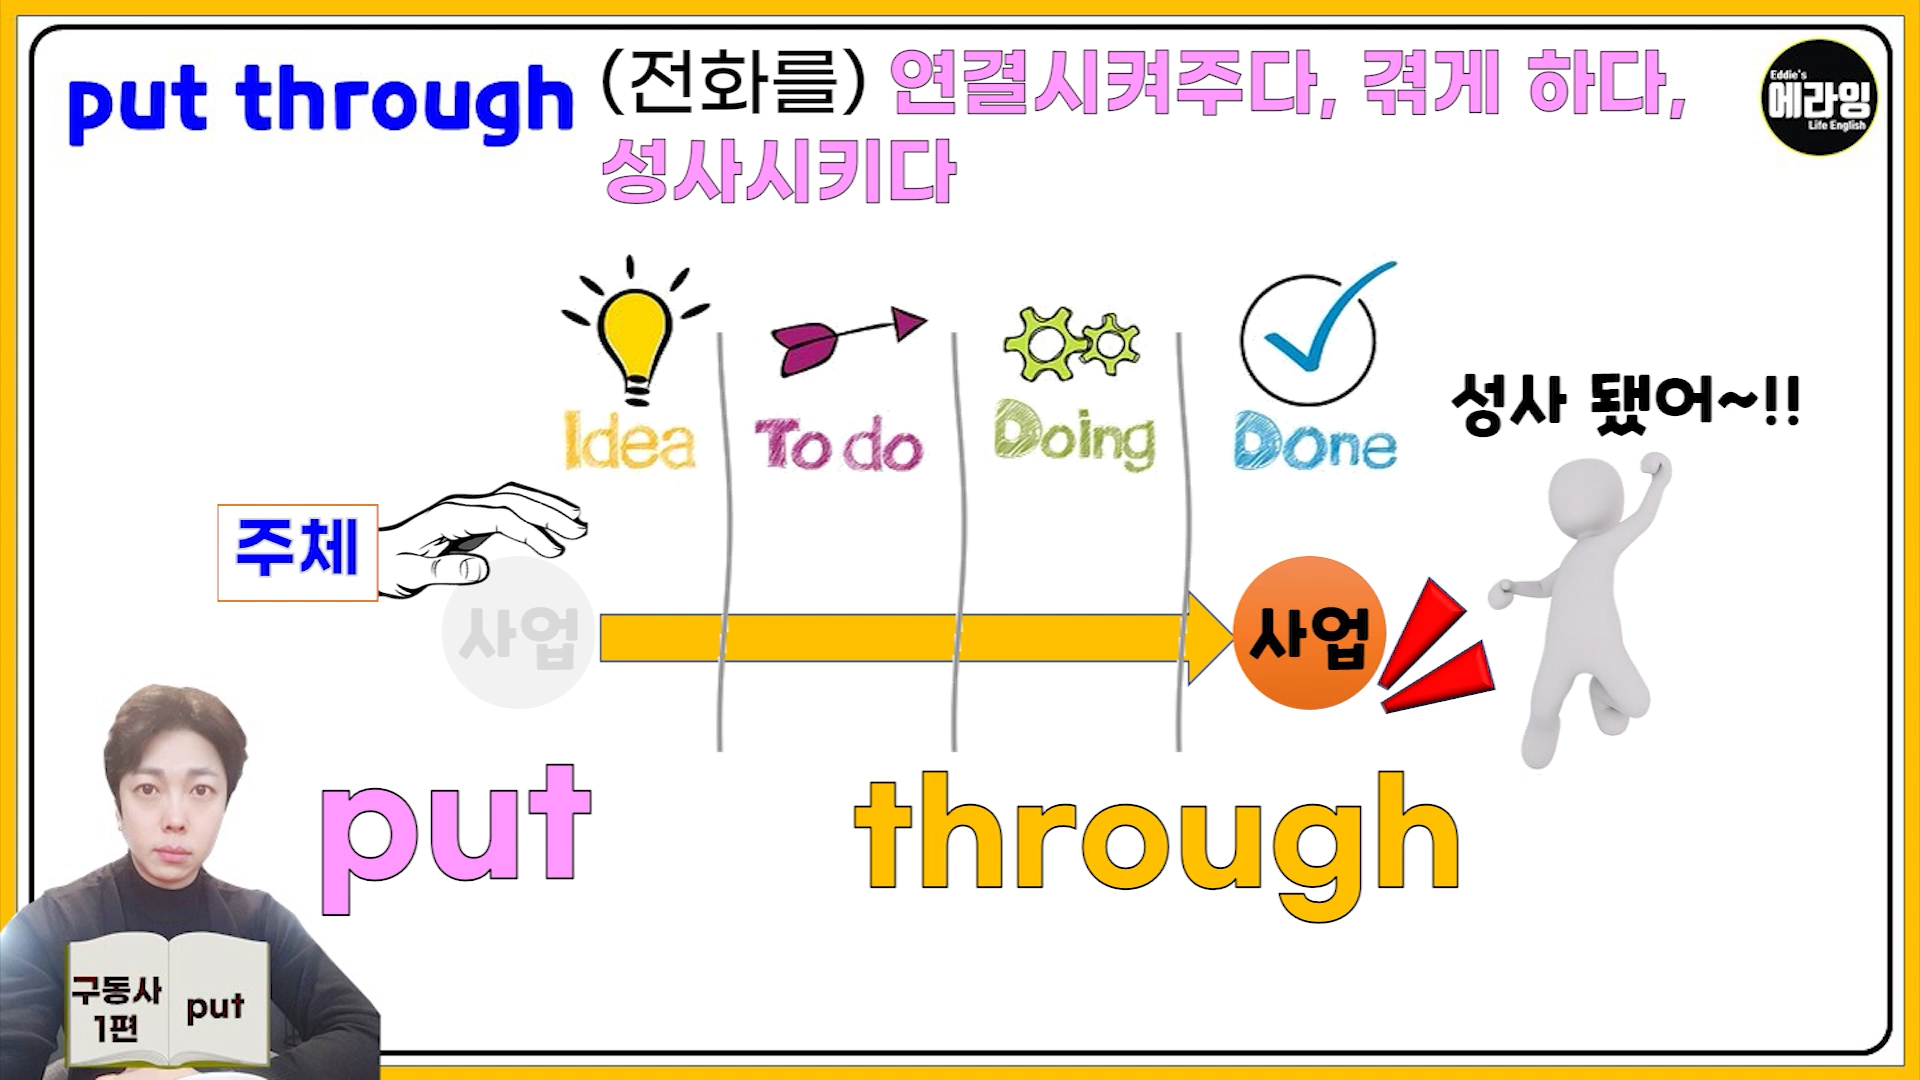 put through (전화를) 연결시켜주다, 겪게 하다,
성사시키다
Eddie's
에라잉
Life English
Idea To do Doing Done
성사 됐어~!!
주체
사업 사업
put through
구동사 put
1편